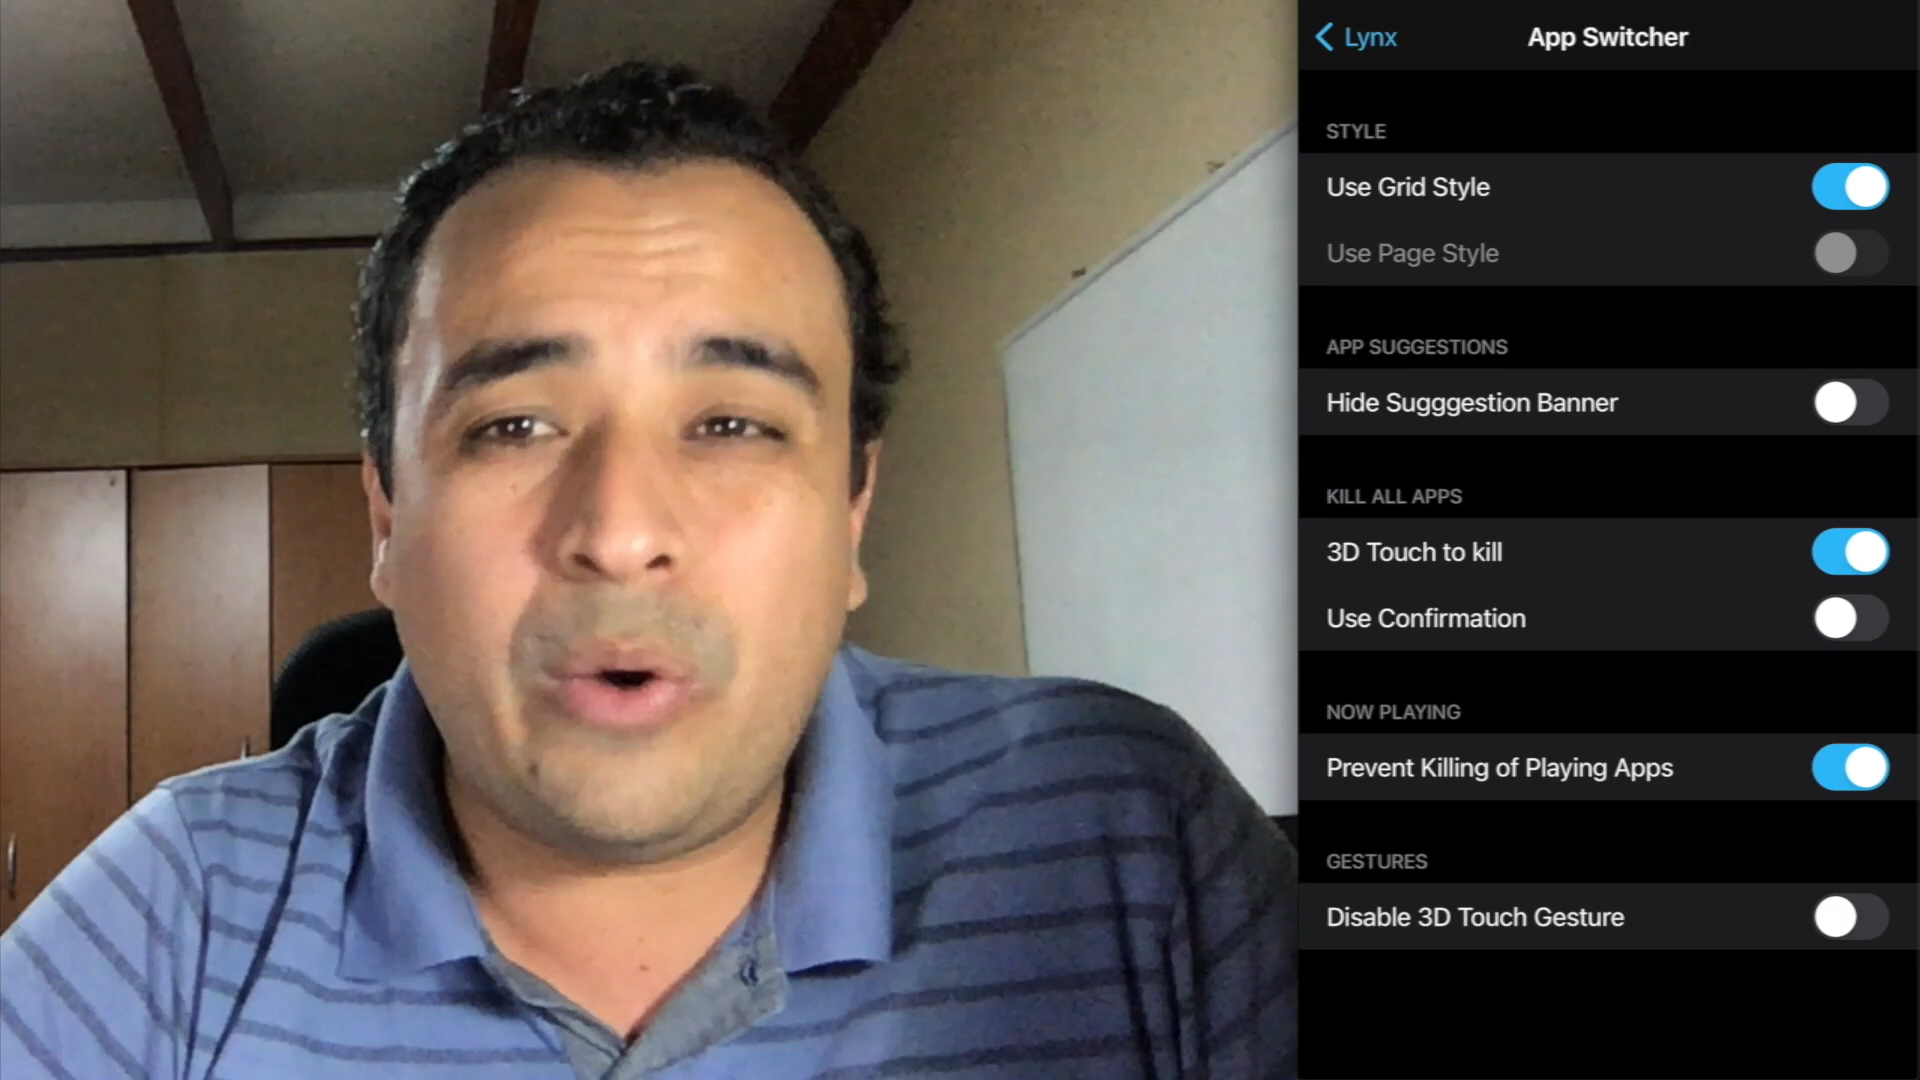 Lynx
App Switcher
STYLE
Use Grid Style
Use Page Style
APP SUGGESTIONS
Hide Sugggestion Banner
KILL ALL APPS
3D Touch to kill
Use Confirmation
NOW PLAYING
Prevent Killing of Playing Apps
GESTURES
Disable 3D Touch Gesture